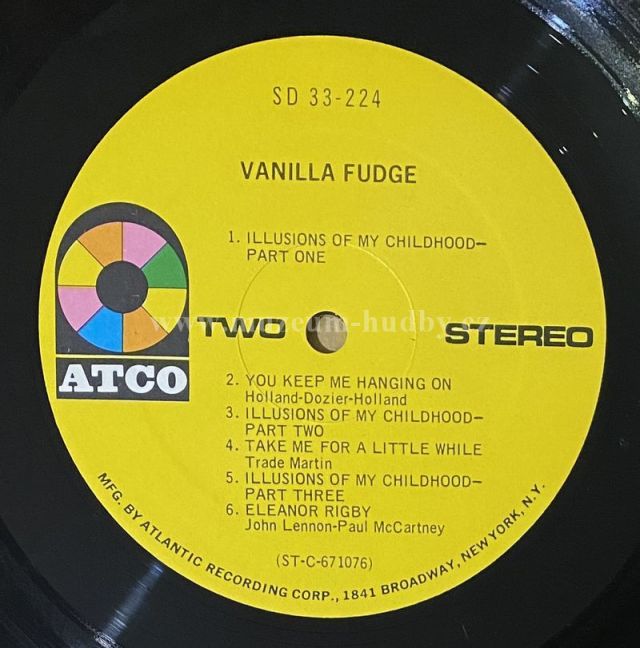 SD 33-224
VANILLA FUDGE
1. ILLUSIONS OF MY CHILDHOOD—
PART ONE
TWO
STEREO
ATCO
www.muzeum-hudby.cz
2. YOU KEEP ME HANGING ON
Holland-Dozier-Holland
3. ILLUSIONS OF MY CHILDHOOD—
PART TWO
4. TAKE ME FOR A LITTLE WHILE
Trade Martin
5. ILLUSIONS OF MY CHILDHOOD—
PART THREE
6. ELEANOR RIGBY
John Lennon-Paul McCartney
(ST-C-671076)
MFG. BY ATLANTIC RECORDING CORP., 1841 BROADWAY, NEW YORK, N.Y.